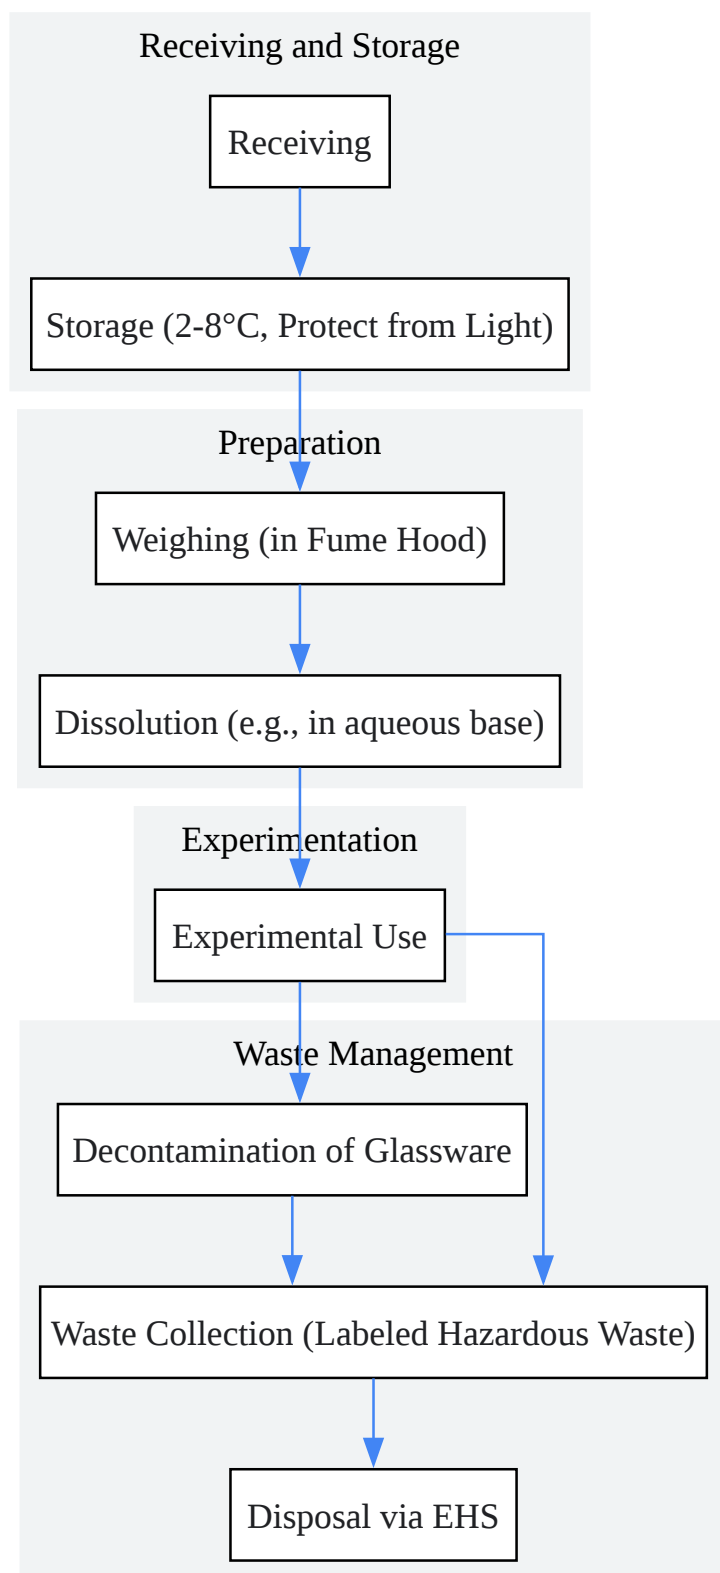 Receiving and Storage
Receiving
Storage (2-8°C, Protect from Light)
Preparation
Weighing (in Fume Hood)
Dissolution (e.g., in aqueous base)
Experimentation
Experimental Use
Waste Management
Decontamination of Glassware
Waste Collection (Labeled Hazardous Waste)
Disposal via EHS